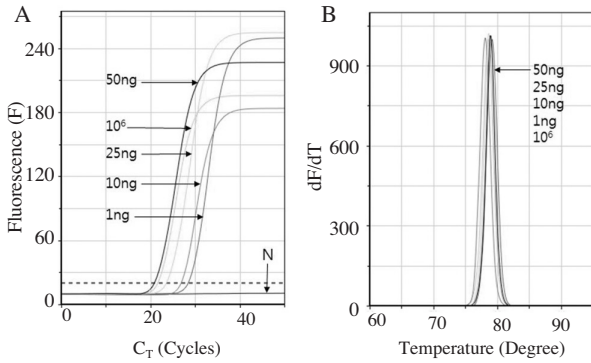 A
Fluorescence (F)
240
180
120
60
0
50ng
10⁶
25ng
10ng
1ng
N
0
20
30
40
C_T (Cycles)
B
dF/dT
900
600
300
0
50ng
25ng
10ng
1ng
10⁶
60
70
80
90
Temperature (Degree)